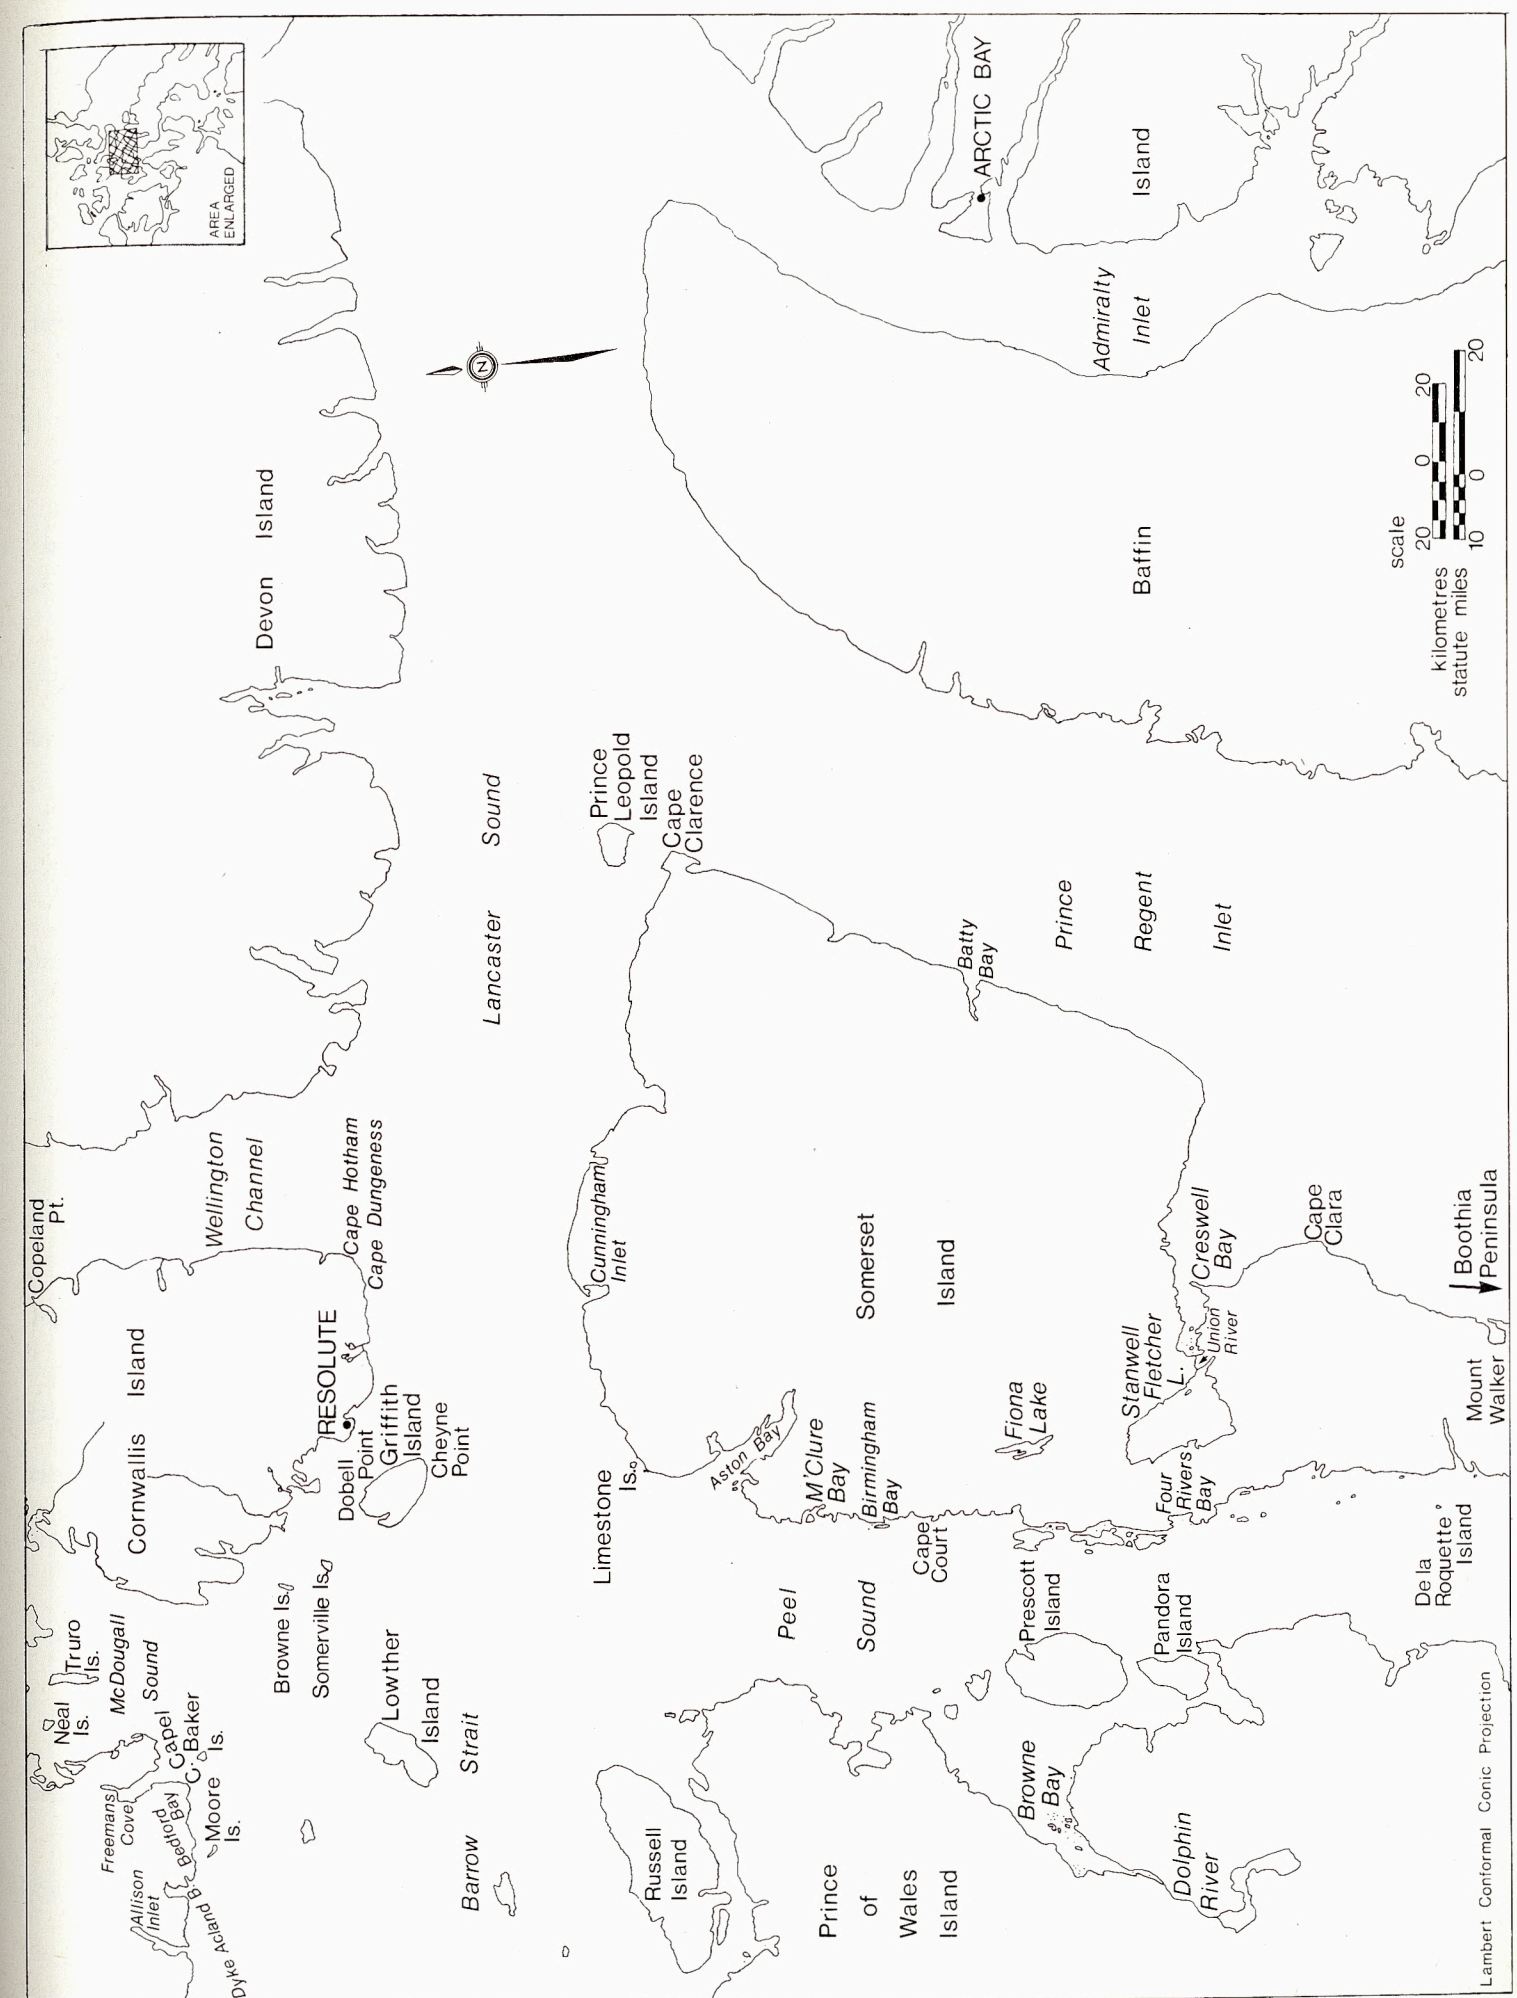 AREA
ENLARGED
Copeland
Pt.
Devon Island
Wellington
Channel
Cornwallis Island
Cape Hotham
Cape Dungeness
RESOLUTE
Dobell
Point
Griffith
Island
Cheyne
Point
Truro
Is.
Neal
Is.
McDougall
Sound
Browne Is.
Somerville Is.
Lowther
Island
Capel
C. Baker
Is.
Moore
Is.
Freemans
Cove
Bedford
Bay
Allison
Inlet
Dyke Acland B.
Barrow Strait
Lancaster Sound
N
ARCTIC BAY
Admiralty
Inlet
Baffin Island
Prince
Leopold
Island
Cape
Clarence
Batty
Bay
Prince
Regent
Inlet
Cunningham
Inlet
Somerset
Island
Limestone
Is.
Aston Bay
M'Clure
Bay
Birmingham
Bay
Cape
Court
Fiona
Lake
Stanwell
Fletcher
L.
Union
River
Creswell
Bay
Cape
Clara
Four
Rivers
Bay
Mount
Walker
Boothia
Peninsula
Peel
Sound
Prescott
Island
Pandora
Island
De la
Roquette
Island
Russell
Island
Prince
of
Wales
Island
Browne
Bay
Dolphin
River
scale
kilometres 20 0 20
statute miles 10 0 20
Lambert Conformal Conic Projection